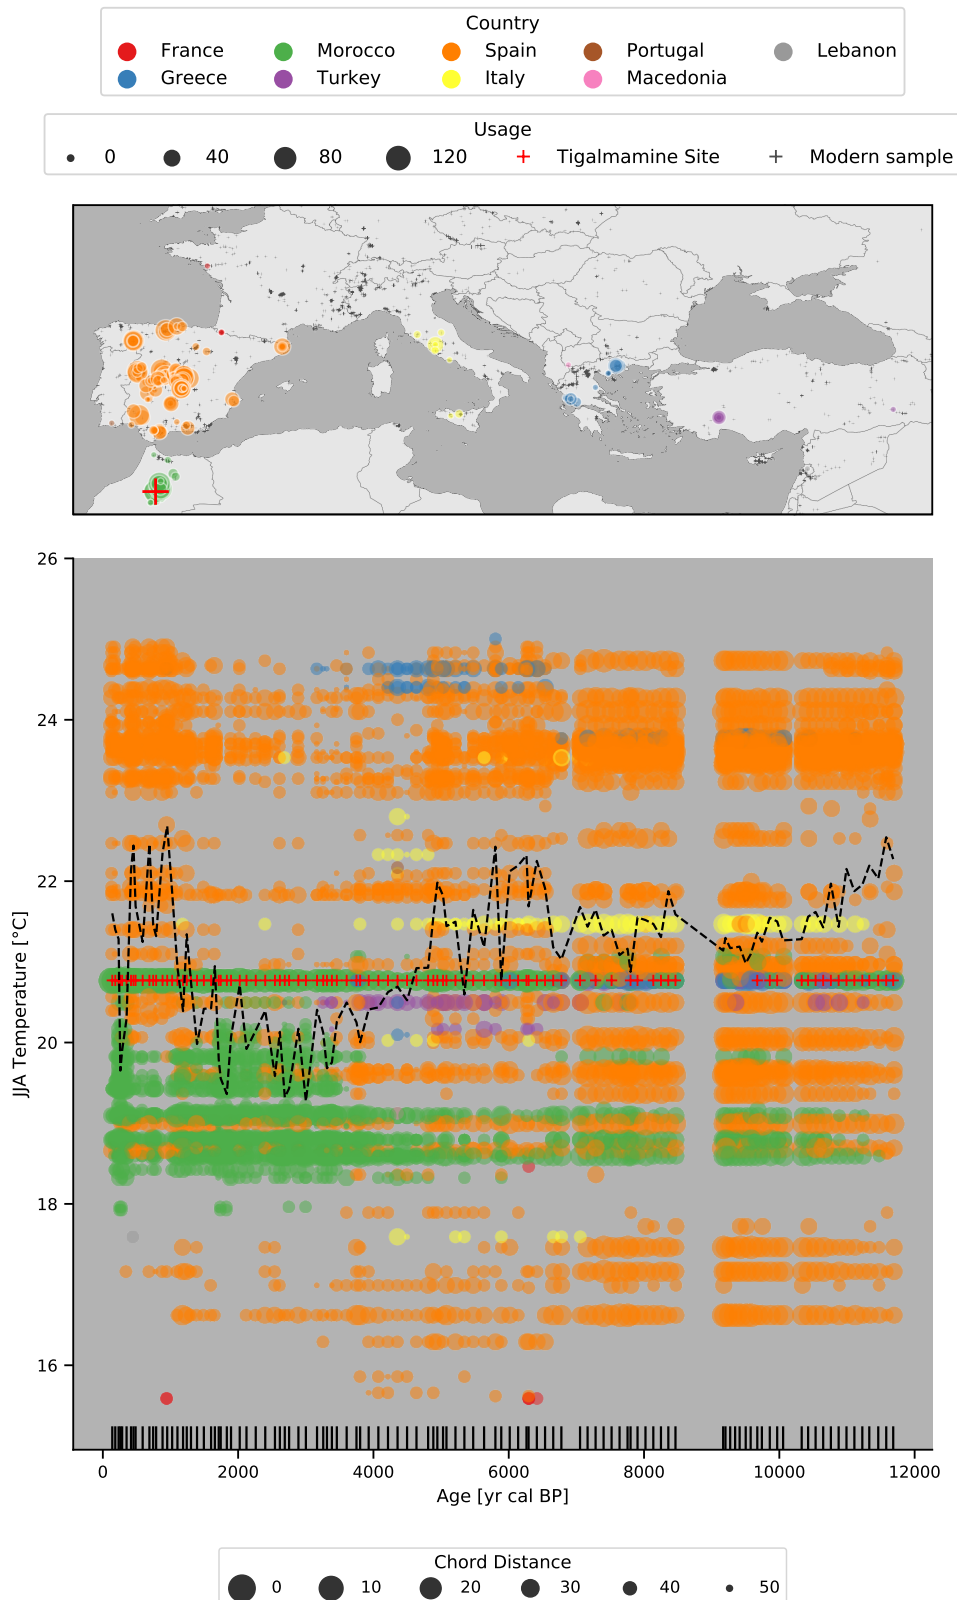 Country
France Morocco Spain Portugal Lebanon
Greece Turkey Italy Macedonia
Usage
0 40 80 120 Tigalmamine Site Modern sample
26
24
22
20
18
16
JJA Temperature [°C]
0 2000 4000 6000 8000 10000 12000
Age [yr cal BP]
Chord Distance
0 10 20 30 40 50